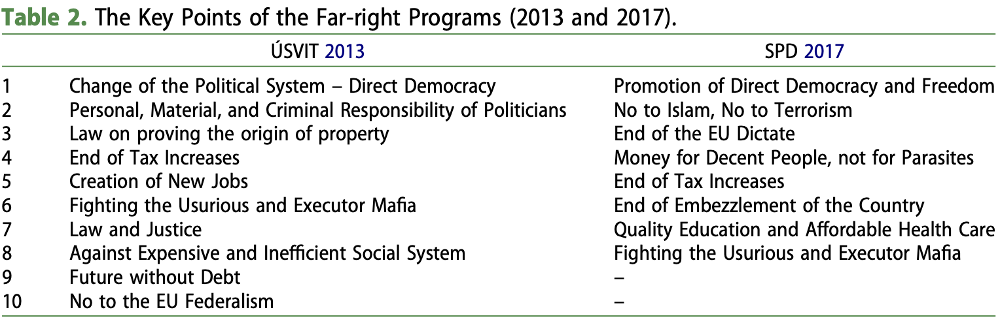 Table 2. The Key Points of the Far-right Programs (2013 and 2017).
ÚSVIT 2013 SPD 2017
1 Change of the Political System – Direct Democracy Promotion of Direct Democracy and Freedom
2 Personal, Material, and Criminal Responsibility of Politicians No to Islam, No to Terrorism
3 Law on proving the origin of property End of the EU Dictate
4 End of Tax Increases Money for Decent People, not for Parasites
5 Creation of New Jobs End of Tax Increases
6 Fighting the Usurious and Executor Mafia End of Embezzlement of the Country
7 Law and Justice Quality Education and Affordable Health Care
8 Against Expensive and Inefficient Social System Fighting the Usurious and Executor Mafia
9 Future without Debt –
10 No to the EU Federalism –